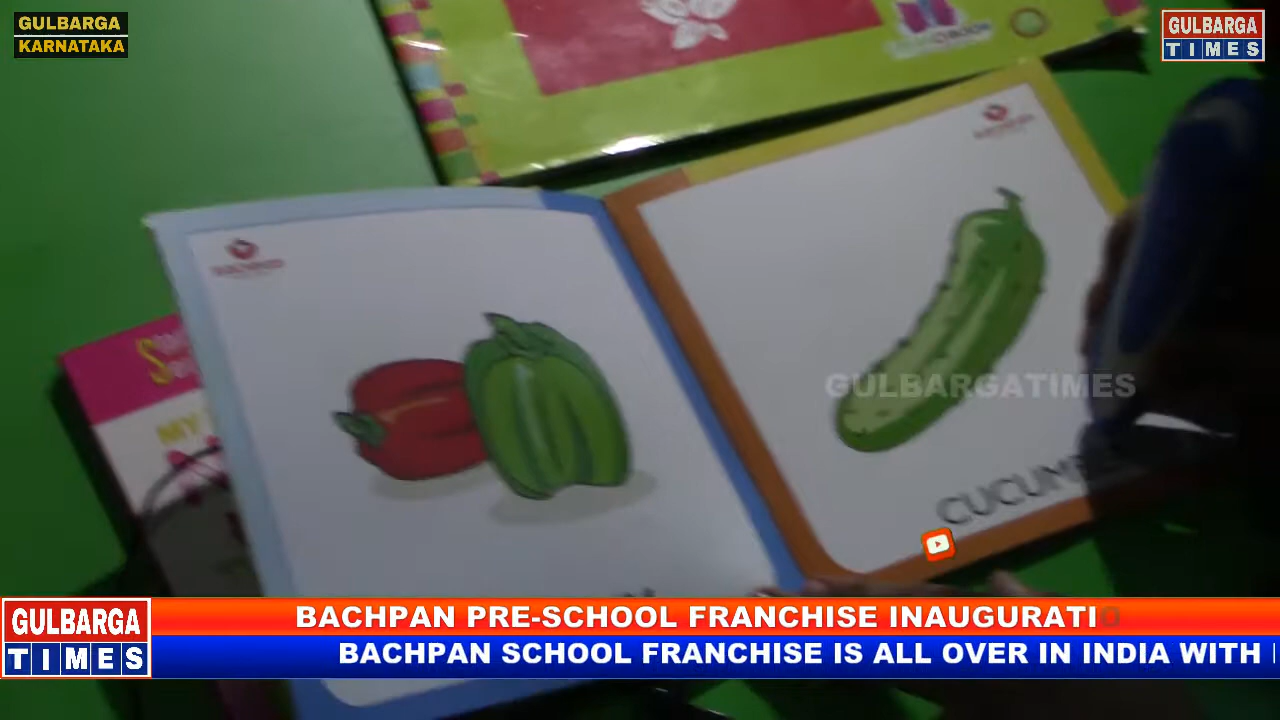 GULBARGA
KARNATAKA
GULBARGA
TIMES
GULBARGATIMES
MY
GULBARGA
TIMES
BACHPAN PRE-SCHOOL FRANCHISE INAUGURATI
BACHPAN SCHOOL FRANCHISE IS ALL OVER IN INDIA WITH